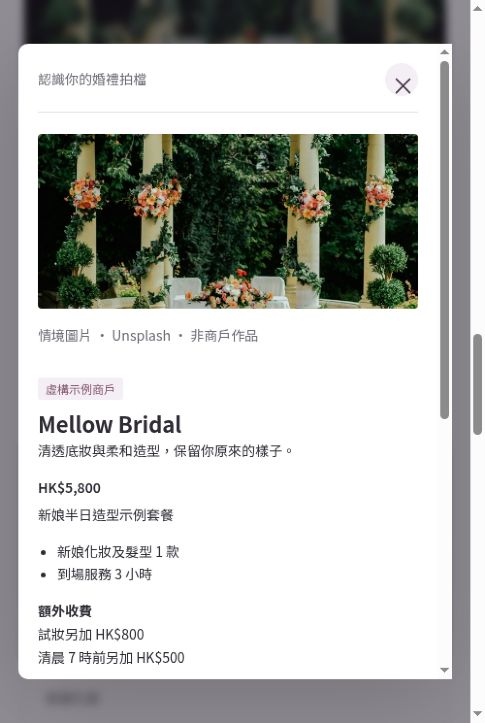 認識你的婚禮拍檔
情境圖片 · Unsplash · 非商戶作品
虛構示例商戶
Mellow Bridal
清透底妝與柔和造型，保留你原來的樣子。
HK$5,800
新娘半日造型示例套餐
• 新娘化妝及髮型 1 款
• 到場服務 3 小時
額外收費
試妝另加 HK$800
清晨 7 時前另加 HK$500